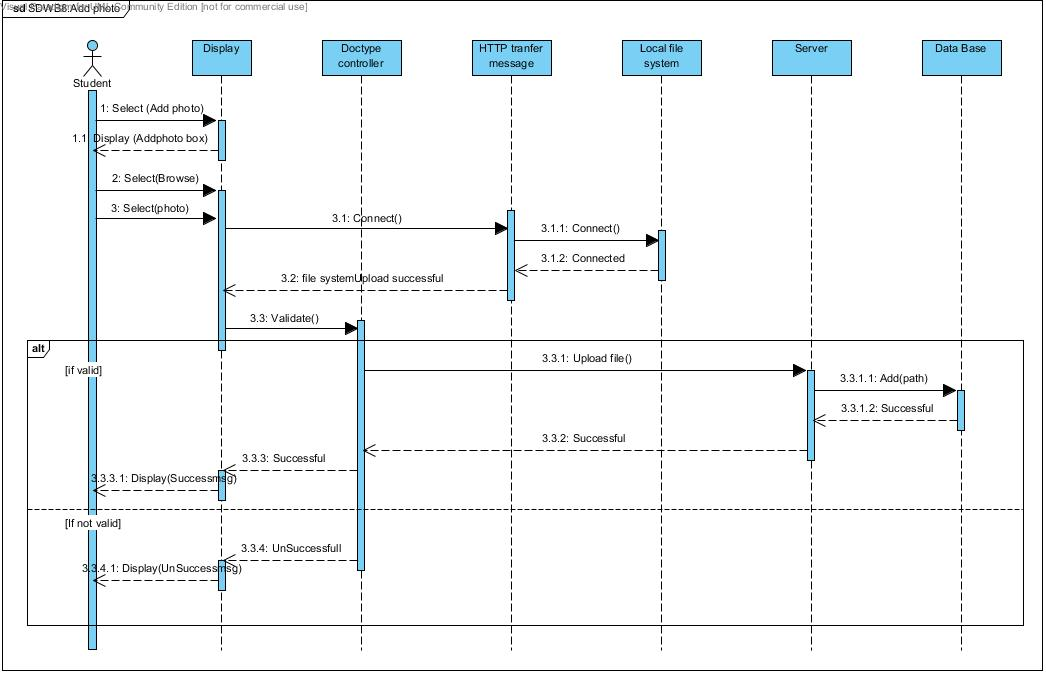 Visual Paradigm for UML Community Edition [not for commercial use]
sd SDWB8:Add photo
Display
Doctype
controller
HTTP tranfer
message
Local file
system
Server
Data Base
Student
1: Select (Add photo)
1.1: Display (Addphoto box)
2: Select(Browse)
3: Select(photo)
3.1: Connect()
3.1.1: Connect()
3.1.2: Connected
3.2: file systemUpload successful
3.3: Validate()
alt
[if valid]
3.3.1: Upload file()
3.3.1.1: Add(path)
3.3.1.2: Successful
3.3.2: Successful
3.3.3: Successful
3.3.3.1: Display(Successmsg)
[If not valid]
3.3.4: UnSuccessfull
3.3.4.1: Display(UnSuccessmsg)